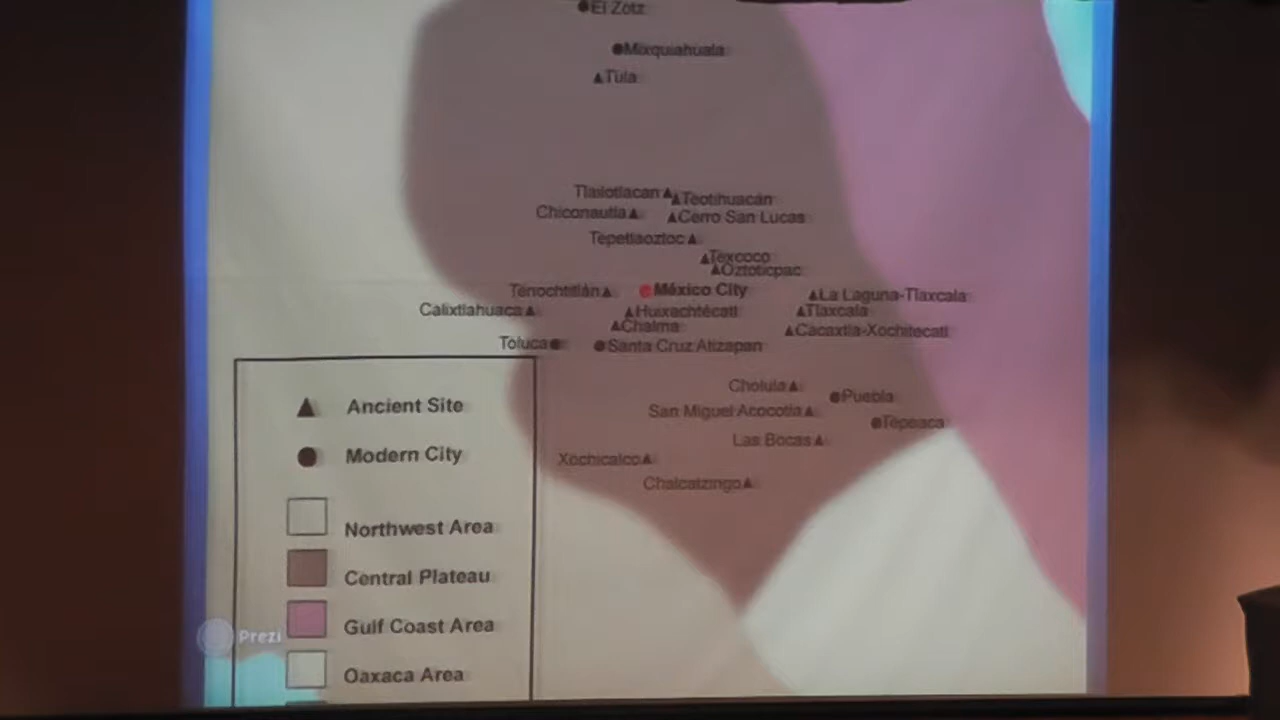 El Zotz
Mixquiahuala
Tula
Tlailotlacan
Teotihuacán
Chiconautla
Cerro San Lucas
Tepetlaoztoc
Texcoco
Oztoticpac
Tenochtitlán
México City
La Laguna-Tlaxcala
Calixtlahuaca
Huixachtécatl
Tlaxcala
Chalma
Cacaxtla-Xochitecatl
Toluca
Santa Cruz Atizapan
Cholula
Puebla
San Miguel Acocotla
Tepeaca
Las Bocas
Xochicalco
Chalcatzingo
Ancient Site
Modern City
Northwest Area
Central Plateau
Gulf Coast Area
Oaxaca Area
Prezi